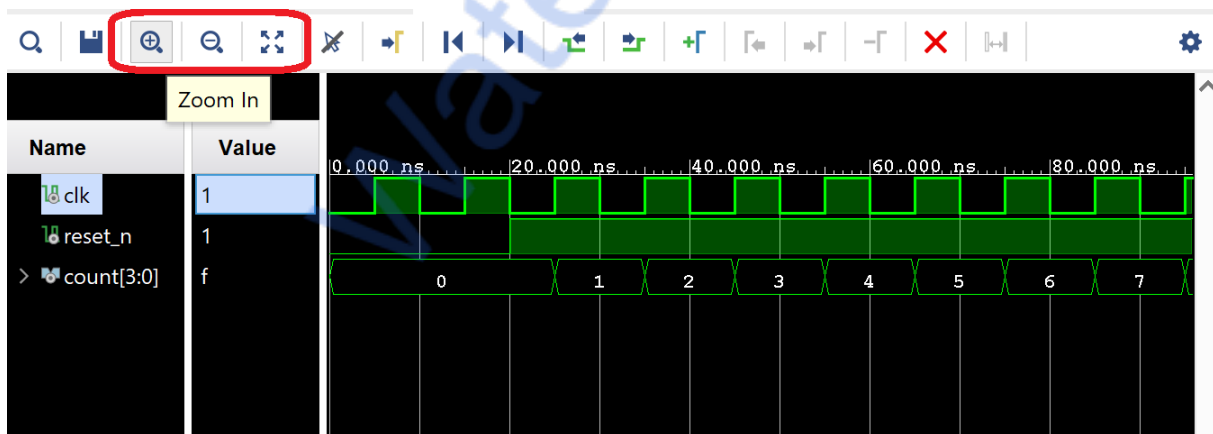 Wate
Zoom In
Name Value
0.000 ns 20.000 ns 40.000 ns 60.000 ns 80.000 ns
clk 1
reset_n 1
count[3:0] f 0 1 2 3 4 5 6 7